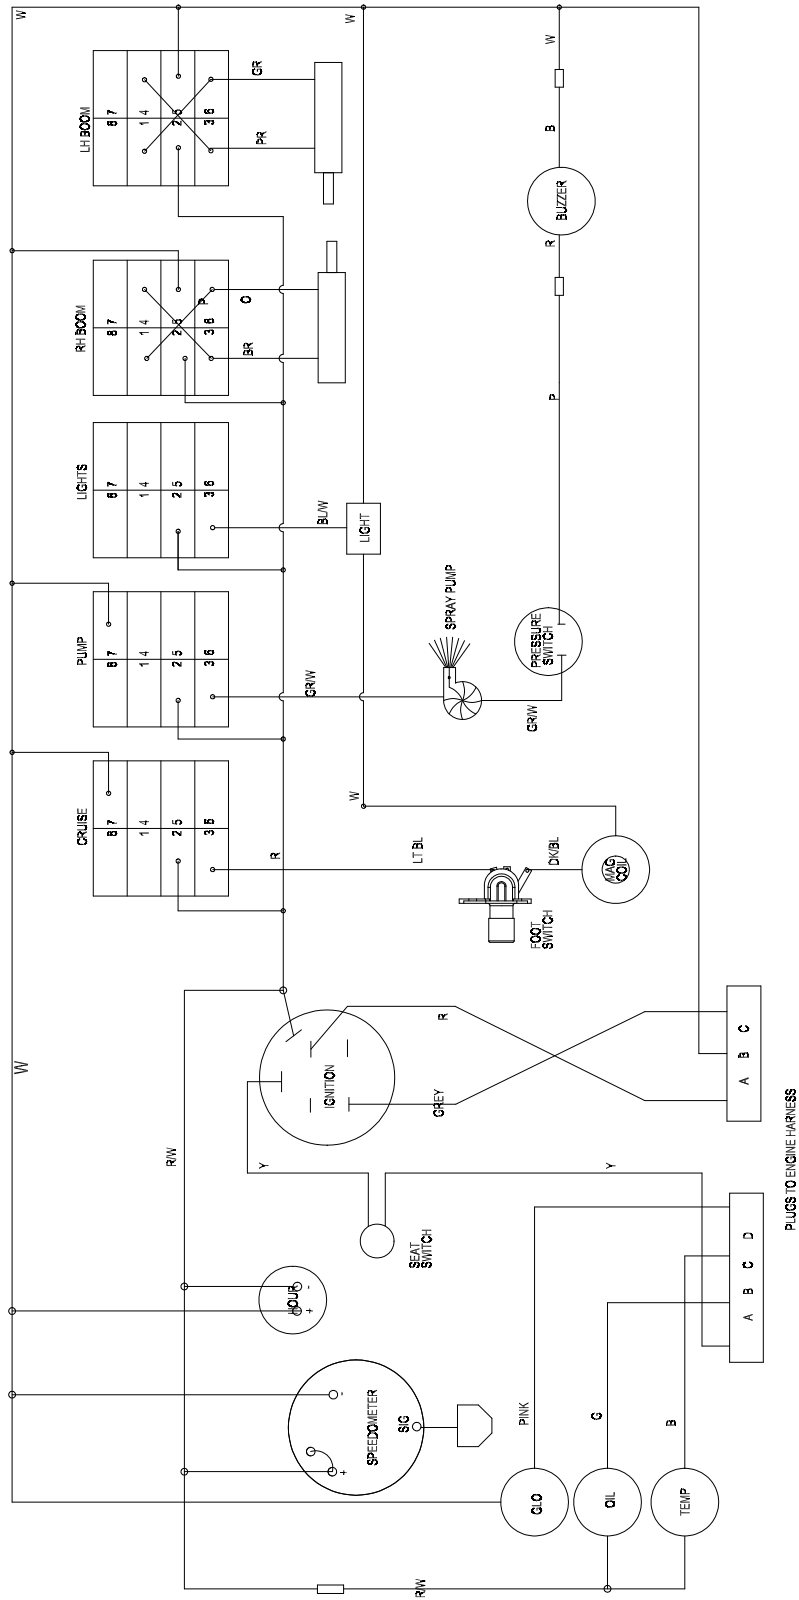 W
W
W
W
LH BOOM
8 7
1 4
2 5
3 6
GR
PR
B
BUZZER
R
RH BOOM
8 7
1 4
2 5
3 6
P
O
BR
P
LIGHTS
8 7
1 4
2 5
3 6
BL/W
LIGHT
PUMP
8 7
1 4
2 5
3 6
GR/W
SPRAY PUMP
GR/W
PRESSURE
SWITCH
CRUISE
8 7
1 4
2 5
3 6
W
R
LT BL
DK/BL
MAG
COIL
FOOT
SWITCH
W
IGNITION
R
GREY
A B C
R/W
Y
Y
SEAT
SWITCH
PLUGS TO ENGINE HARNESS
A B C D
HOUR
-
+
SPEEDOMETER
-
+
SIG
PINK
G
B
GLO
OIL
TEMP
R/W